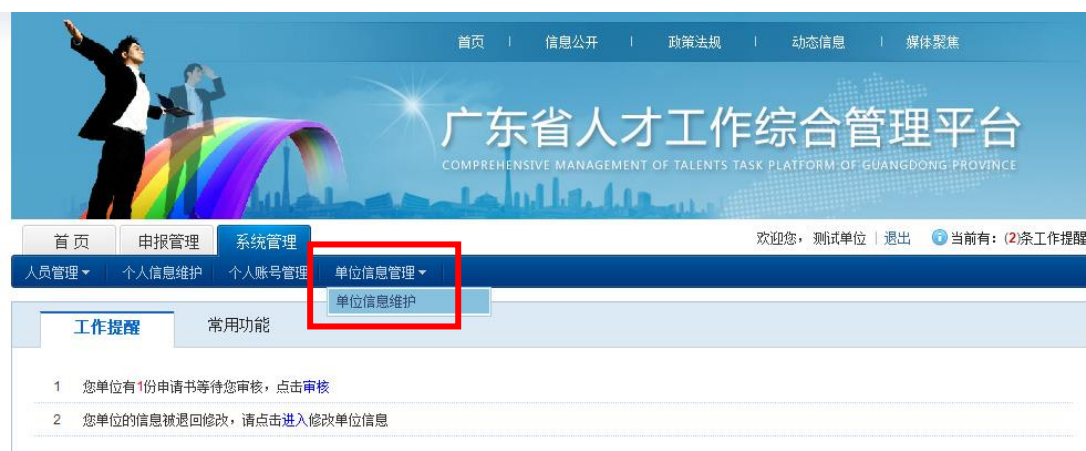 首页 | 信息公开 | 政策法规 | 动态信息 | 媒体聚焦
广东省人才工作综合管理平台
COMPREHENSIVE MANAGEMENT OF TALENTS TASK PLATFORM OF GUANGDONG PROVINCE
首页 申报管理 系统管理 欢迎您，测试单位 | 退出 当前有：(2)条工作提醒
人员管理 个人信息维护 个人账号管理 单位信息管理
单位信息维护
工作提醒 常用功能
1 您单位有1份申请书等待您审核，点击审核
2 您单位的信息被退回修改，请点击进入修改单位信息